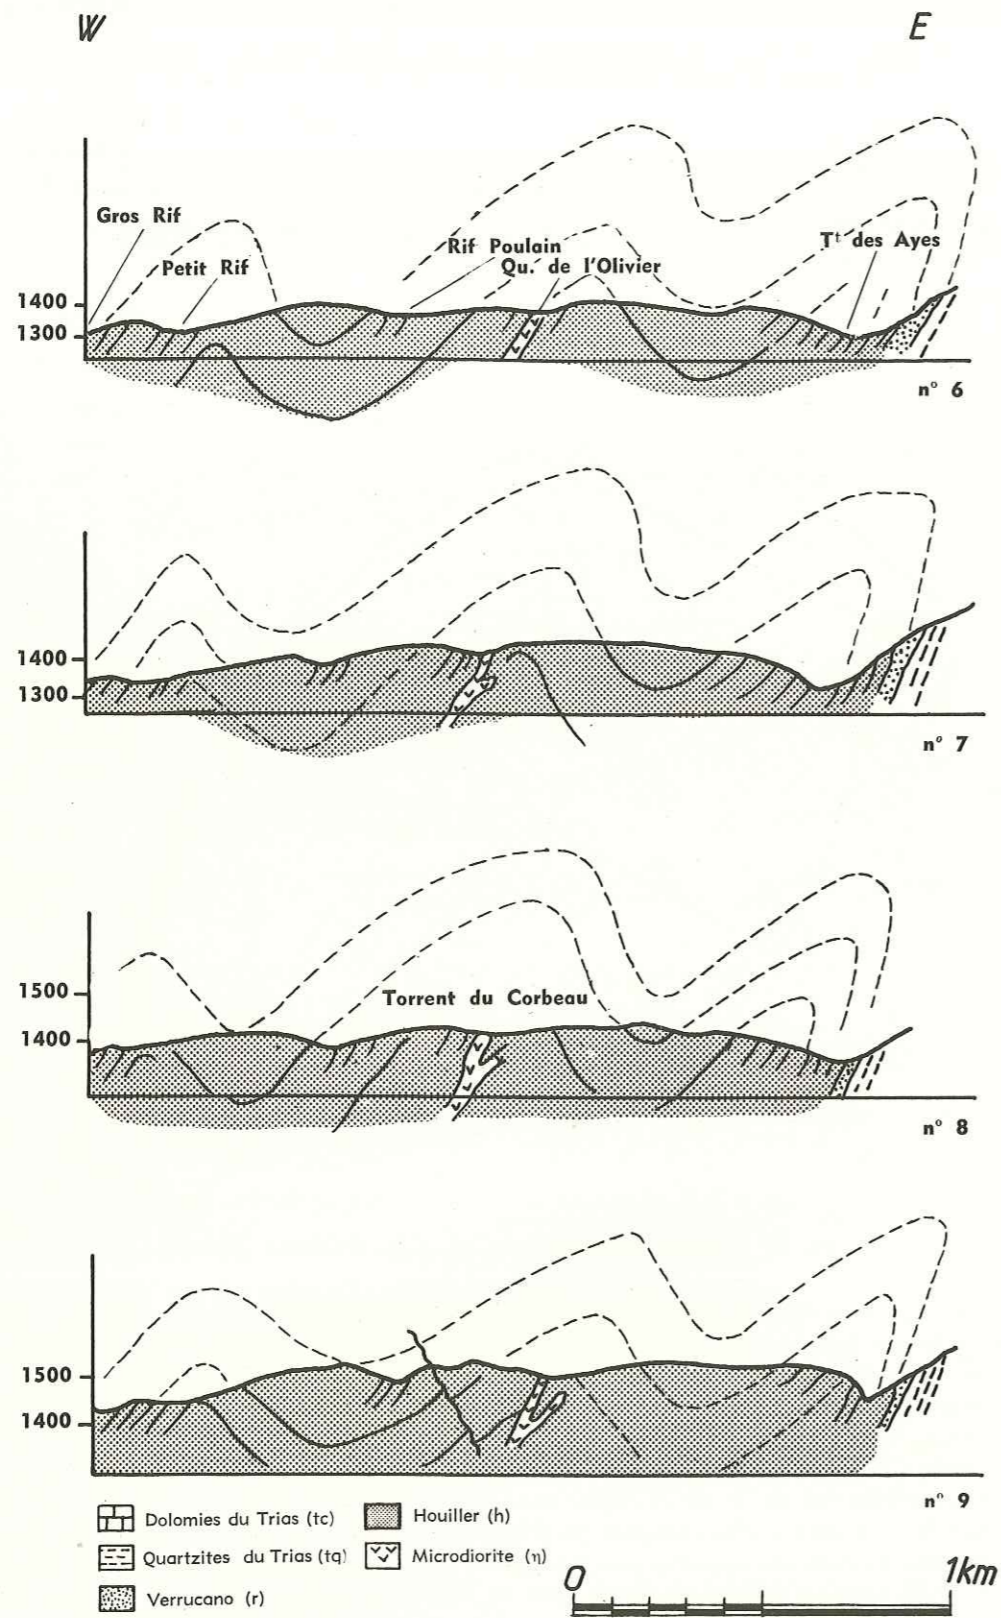 W E
Gros Rif
Petit Rif
Rif Poulain
Qu. de l'Olivier
Tt des Ayes
1400
1300
n° 6
1400
1300
n° 7
Torrent du Corbeau
1500
1400
n° 8
1500
1400
n° 9
Dolomies du Trias (tc) Houiller (h)
Quartzites du Trias (tq) Microdiorite (η)
Verrucano (r)
0 1km